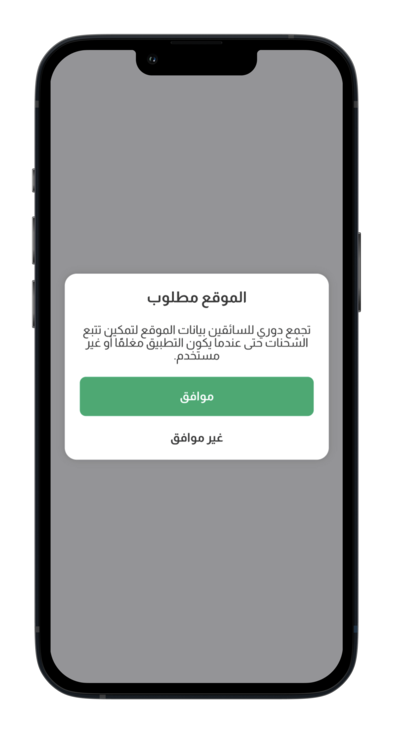 الموقع مطلوب
تجمع دوري للسائقين بيانات الموقع لتمكين تتبع
الشحنات حتى عندما يكون التطبيق مغلقًا أو غير
مستخدم.
موافق
غير موافق